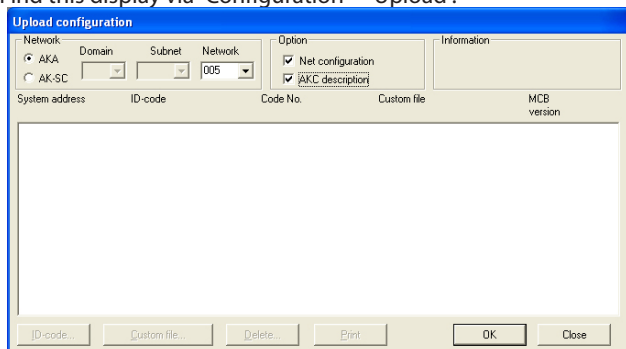 Find this display via "Configuration" - "Upload".
Upload configuration
Network
Option
Information
AKA
Domain
Subnet
Network
AK-SC
005
Net configuration
AKC description
System address
ID-code
Code No.
Custom file
MCB
version
ID-code...
Custom file...
Delete...
Print
OK
Close